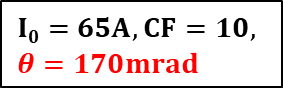 I₀ = 65A, CF = 10,
θ = 170mrad